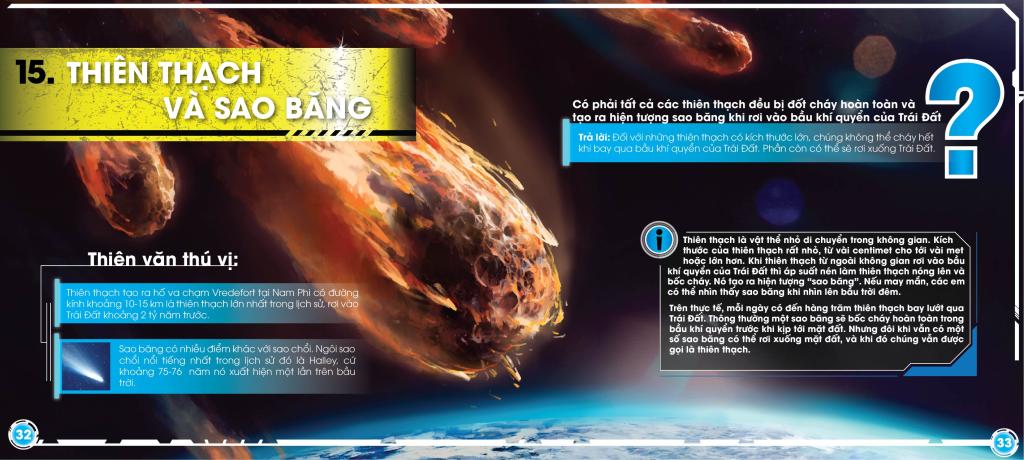 15. THIÊN THẠCH
VÀ SAO BĂNG
Thiên văn thú vị:
Thiên thạch tạo ra hố va chạm Vredefort tại Nam Phi có đường
kính khoảng 10-15 km là thiên thạch lớn nhất trong lịch sử, rơi vào
Trái Đất khoảng 2 tỷ năm trước.
Sao băng có nhiều điểm khác với sao chổi. Ngôi sao
chổi nổi tiếng nhất trong lịch sử đó là Halley, cứ
khoảng 75-76 năm nó xuất hiện một lần trên bầu
trời.
32
Có phải tất cả các thiên thạch đều bị đốt cháy hoàn toàn và
tạo ra hiện tượng sao băng khi rơi vào bầu khí quyển của Trái Đất
?
Trả lời: Đối với những thiên thạch có kích thước lớn, chúng không thể cháy hết
khi bay qua bầu khí quyển của Trái Đất. Phần còn có thể sẽ rơi xuống Trái Đất.
i
Thiên thạch là vật thể nhỏ di chuyển trong không gian. Kích
thước của thiên thạch rất nhỏ, từ vài centimet cho tới vài met
hoặc lớn hơn. Khi thiên thạch từ ngoài không gian rơi vào bầu
khí quyển của Trái Đất thì áp suất nén làm thiên thạch nóng lên và
bốc cháy. Nó tạo ra hiện tượng “sao băng”. Nếu may mắn, các em
có thể nhìn thấy sao băng khi nhìn lên bầu trời đêm.
Trên thực tế, mỗi ngày có đến hàng trăm thiên thạch bay lướt qua
Trái Đất. Thông thường một sao băng sẽ bốc cháy hoàn toàn trong
bầu khí quyển trước khi kịp tới mặt đất. Nhưng đôi khi vẫn có một
số sao băng có thể rơi xuống mặt đất, và khi đó chúng vẫn được
gọi là thiên thạch.
33